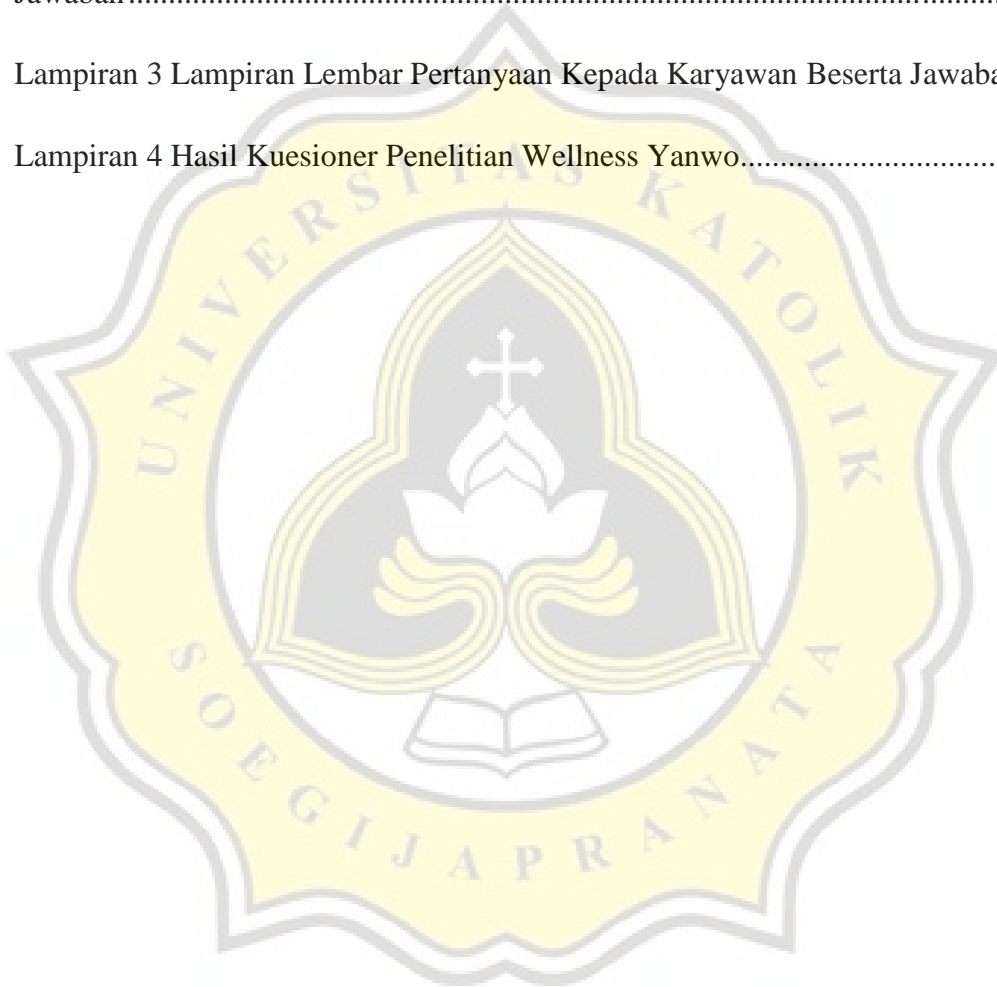 Jawaban.......................................................................................................
Lampiran 3 Lampiran Lembar Pertanyaan Kepada Karyawan Beserta
Lampiran 4 Hasil Kuesioner Penelitian Wellness Yanwo................................
UNIVERSITAS KATOLIK
SOEGIJAPRANATA